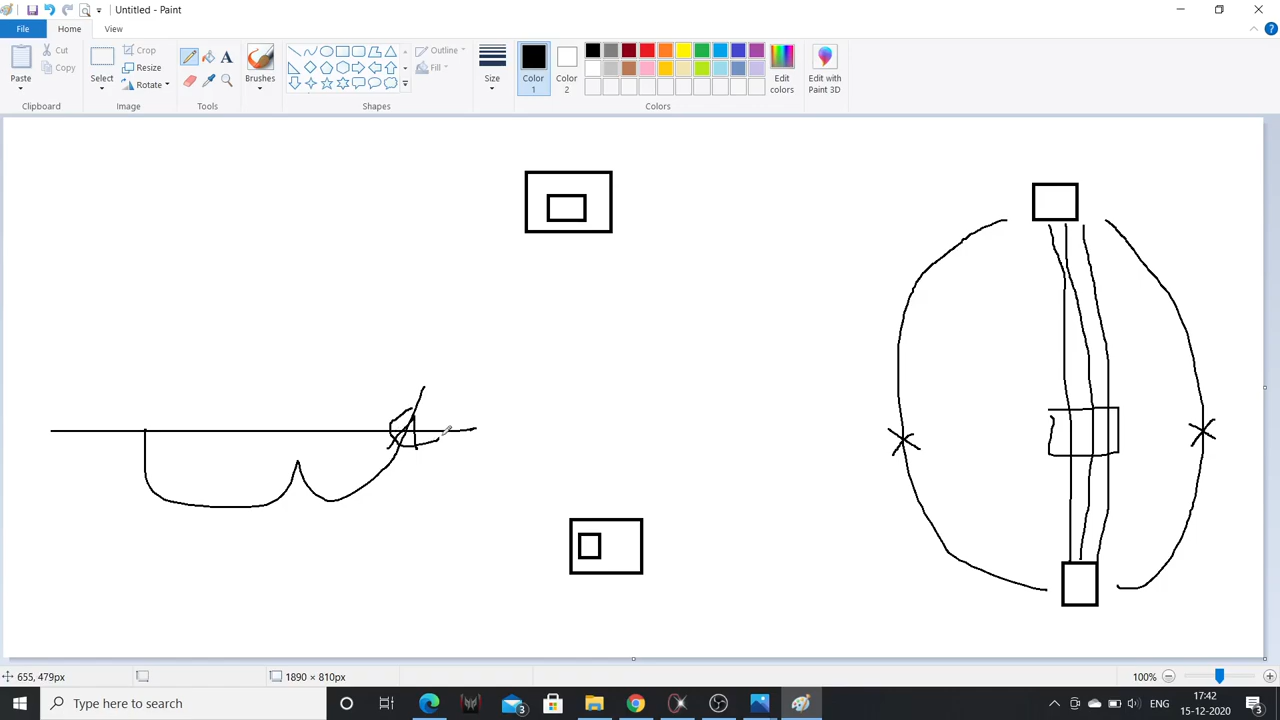 Untitled - Paint
File
Home
View
Paste
Cut
Copy
Clipboard
Select
Crop
Resize
Rotate
Image
Tools
Brushes
Shapes
Outline
Fill
Size
Color 1
Color 2
Colors
Edit colors
Edit with Paint 3D
655, 479px
1890 × 810px
100%
Type here to search
3
ENG
17:42
15-12-2020
3